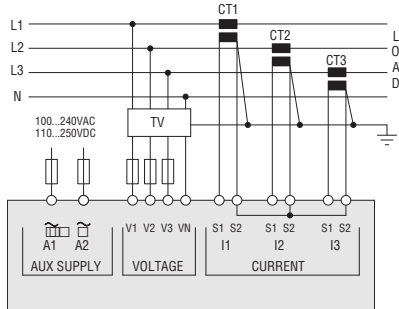 CT1
L1
CT2
L2
L
O
CT3
L3
A
D
N
100...240VAC
110...250VDC
TV
V1 V2 V3 VN S1 S2 S1 S2 S1 S2
A1 A2 I1 I2 I3
AUX SUPPLY VOLTAGE CURRENT